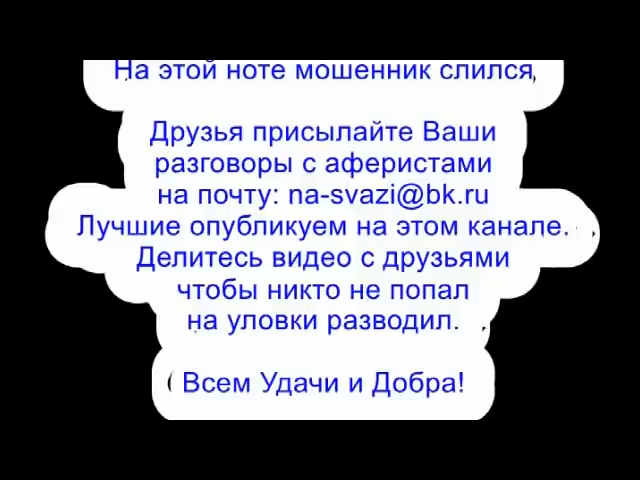 На этой ноте мошенник слился,
Друзья присылайте Ваши
разговоры с аферистами
на почту: na-svazi@bk.ru
Лучшие опубликуем на этом канале.
Делитесь видео с друзьями
чтобы никто не попал
на уловки разводил.
Всем Удачи и Добра!